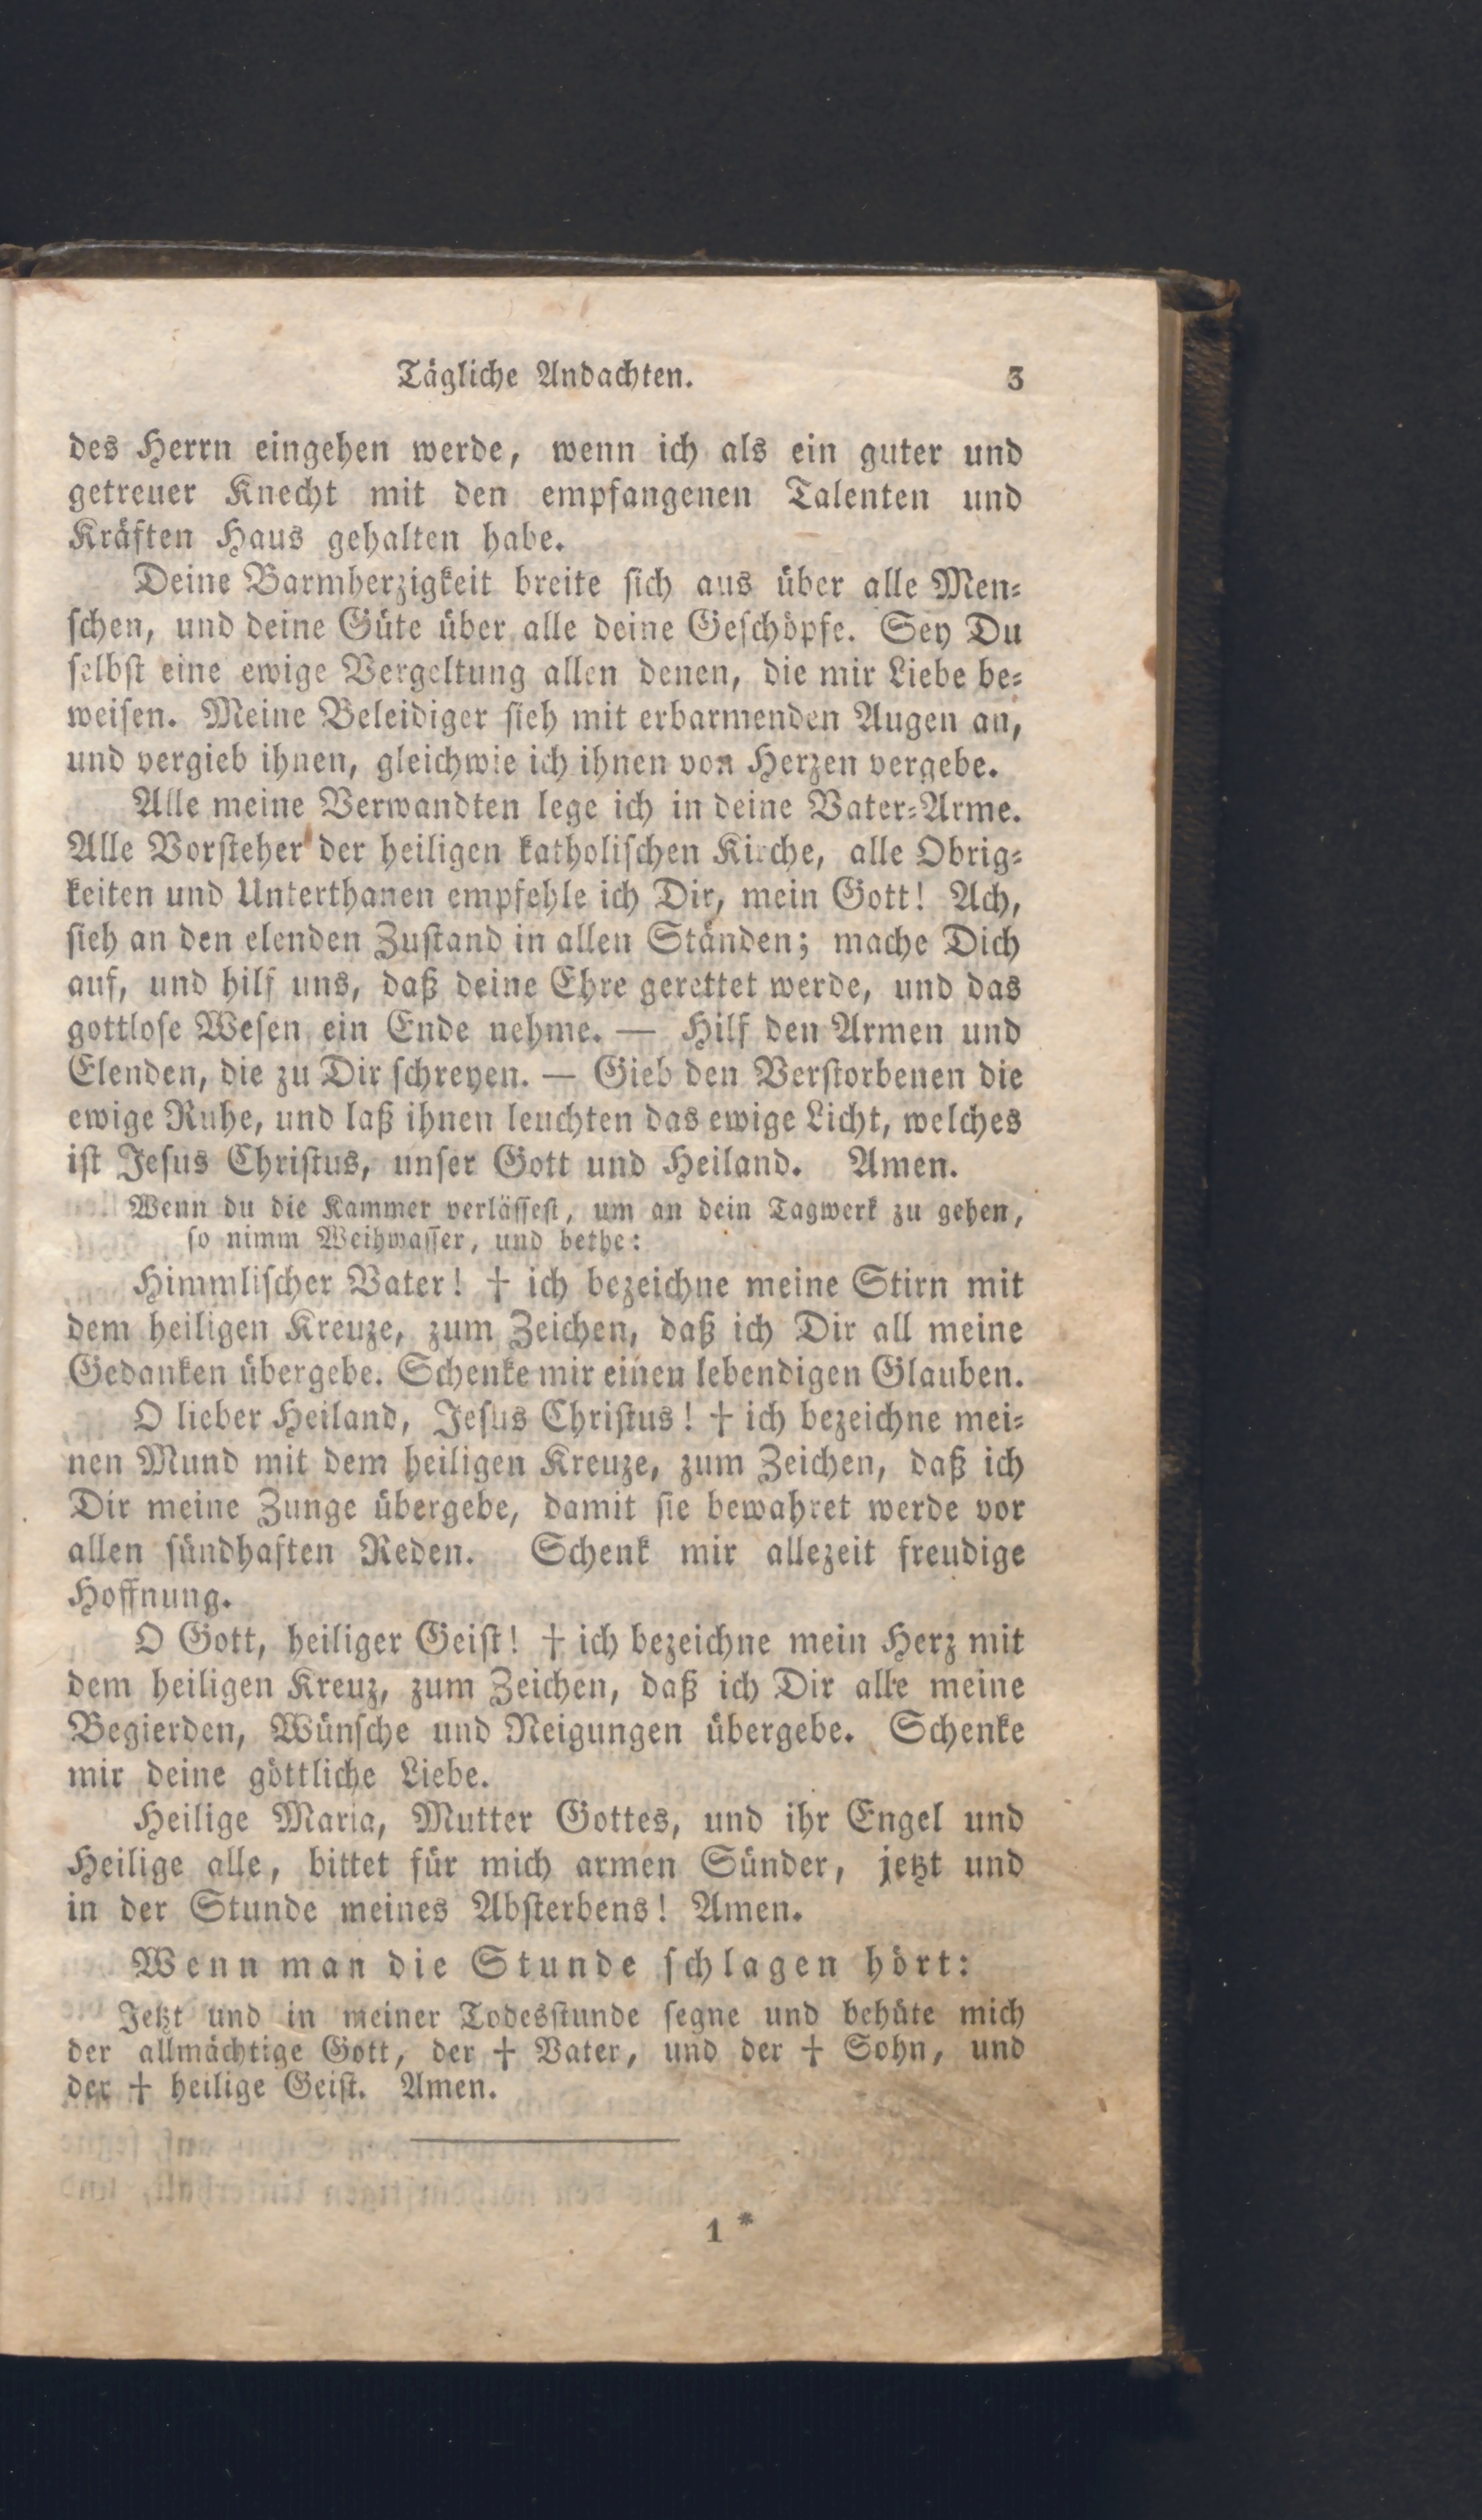 Tägliche Andachten. 3
des Herrn eingehen werde, wenn ich als ein guter und
getreuer Knecht mit den empfangenen Talenten und
Kräften Haus gehalten habe.
Deine Barmherzigkeit breite ſich aus über alle Men⸗
ſchen, und deine Güte über alle deine Geſchöpfe. Sey Du
ſelbſt eine ewige Vergeltung allen denen, die mir Liebe be⸗
weiſen. Meine Beleidiger ſieh mit erbarmenden Augen an,
und vergieb ihnen, gleichwie ich ihnen von Herzen vergebe.
Alle meine Verwandten lege ich in deine Vater⸗Arme.
Alle Vorſteher der heiligen katholiſchen Kirche, alle Obrig⸗
keiten und Unterthanen empfehle ich Dir, mein Gott! Ach,
ſieh an den elenden Zuſtand in allen Ständen; mache Dich
auf, und hilf uns, daß deine Ehre gerettet werde, und das
gottloſe Weſen ein Ende nehme. — Hilf den Armen und
Elenden, die zu Dir ſchreyen. — Gieb den Verſtorbenen die
ewige Ruhe, und laß ihnen leuchten das ewige Licht, welches
iſt Jeſus Chriſtus, unſer Gott und Heiland. Amen.
Wenn du die Kammer verläſſeſt, um an dein Tagwerk zu gehen,
ſo nimm Weihwaſſer, und bethe:
Himmliſcher Vater! † ich bezeichne meine Stirn mit
dem heiligen Kreuze, zum Zeichen, daß ich Dir all meine
Gedanken übergebe. Schenke mir einen lebendigen Glauben.
O lieber Heiland, Jeſus Chriſtus! † ich bezeichne mei⸗
nen Mund mit dem heiligen Kreuze, zum Zeichen, daß ich
Dir meine Zunge übergebe, damit ſie bewahret werde vor
allen ſündhaften Reden. Schenk mir allezeit freudige
Hoffnung.
O Gott, heiliger Geiſt! † ich bezeichne mein Herz mit
dem heiligen Kreuz, zum Zeichen, daß ich Dir alle meine
Begierden, Wünſche und Neigungen übergebe. Schenke
mir deine göttliche Liebe.
Heilige Maria, Mutter Gottes, und ihr Engel und
Heilige alle, bittet für mich armen Sünder, jetzt und
in der Stunde meines Abſterbens! Amen.
Wenn man die Stunde ſchlagen hört:
Jetzt und in meiner Todesſtunde ſegne und behüte mich
der allmächtige Gott, der † Vater, und der † Sohn, und
der † heilige Geiſt. Amen.
1 *